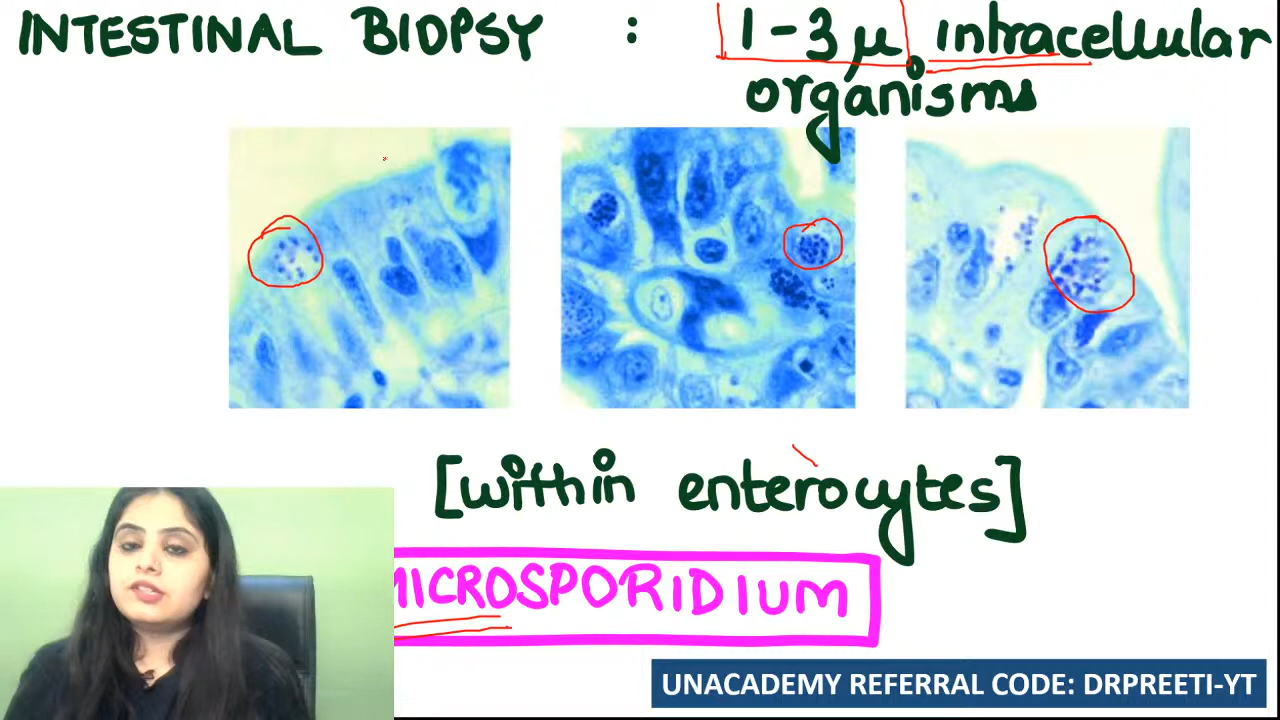 INTESTINAL BIOPSY : 1-3μ intracellular
organisms
[within enterocytes]
MICROSPORIDIUM
UNACADEMY REFERRAL CODE: DRPREETI-YT